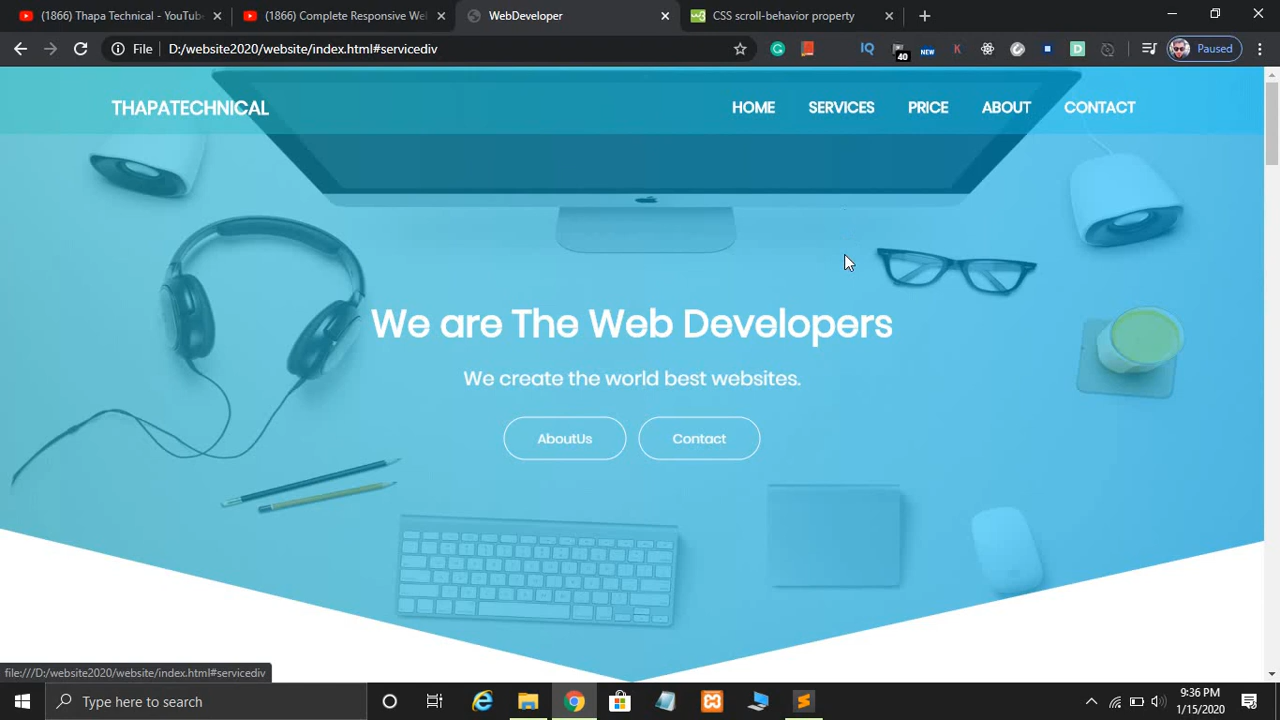 (1866) Thapa Technical - YouTube
(1866) Complete Responsive We
WebDeveloper
CSS scroll-behavior property
File D:/website2020/website/index.html#servicediv
IQ
40
NEW
K
D
Paused
THAPATECHNICAL
HOME SERVICES PRICE ABOUT CONTACT
We are The Web Developers
We create the world best websites.
AboutUs Contact
file:///D:/website2020/website/index.html#servicediv
Type here to search
9:36 PM
1/15/2020